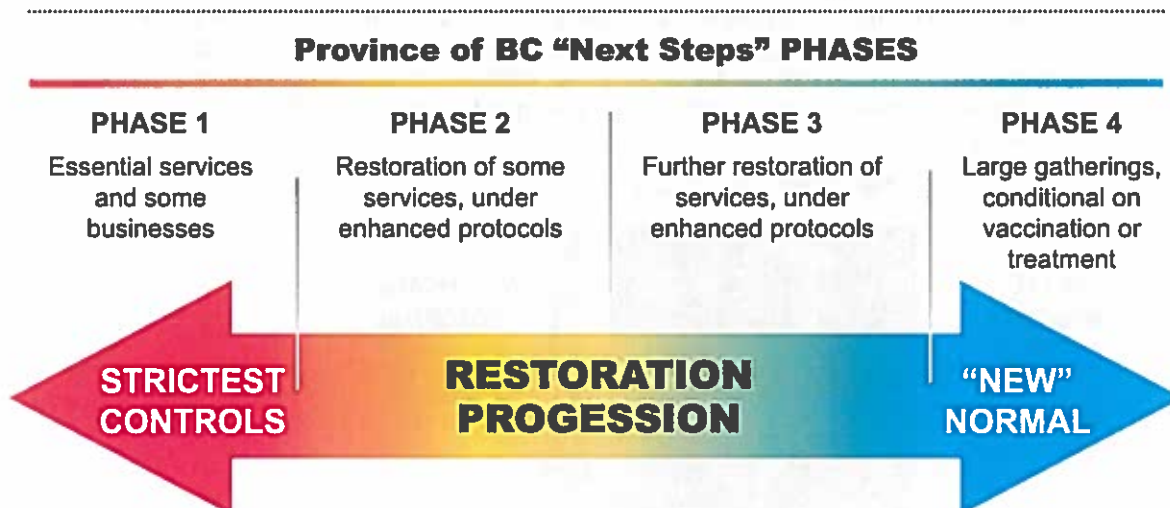 Province of BC “Next Steps” PHASES
PHASE 1
Essential services
and some
businesses
PHASE 2
Restoration of some
services, under
enhanced protocols
PHASE 3
Further restoration of
services, under
enhanced protocols
PHASE 4
Large gatherings,
conditional on
vaccination or
treatment
STRICTEST
CONTROLS
RESTORATION
PROGESSION
“NEW”
NORMAL